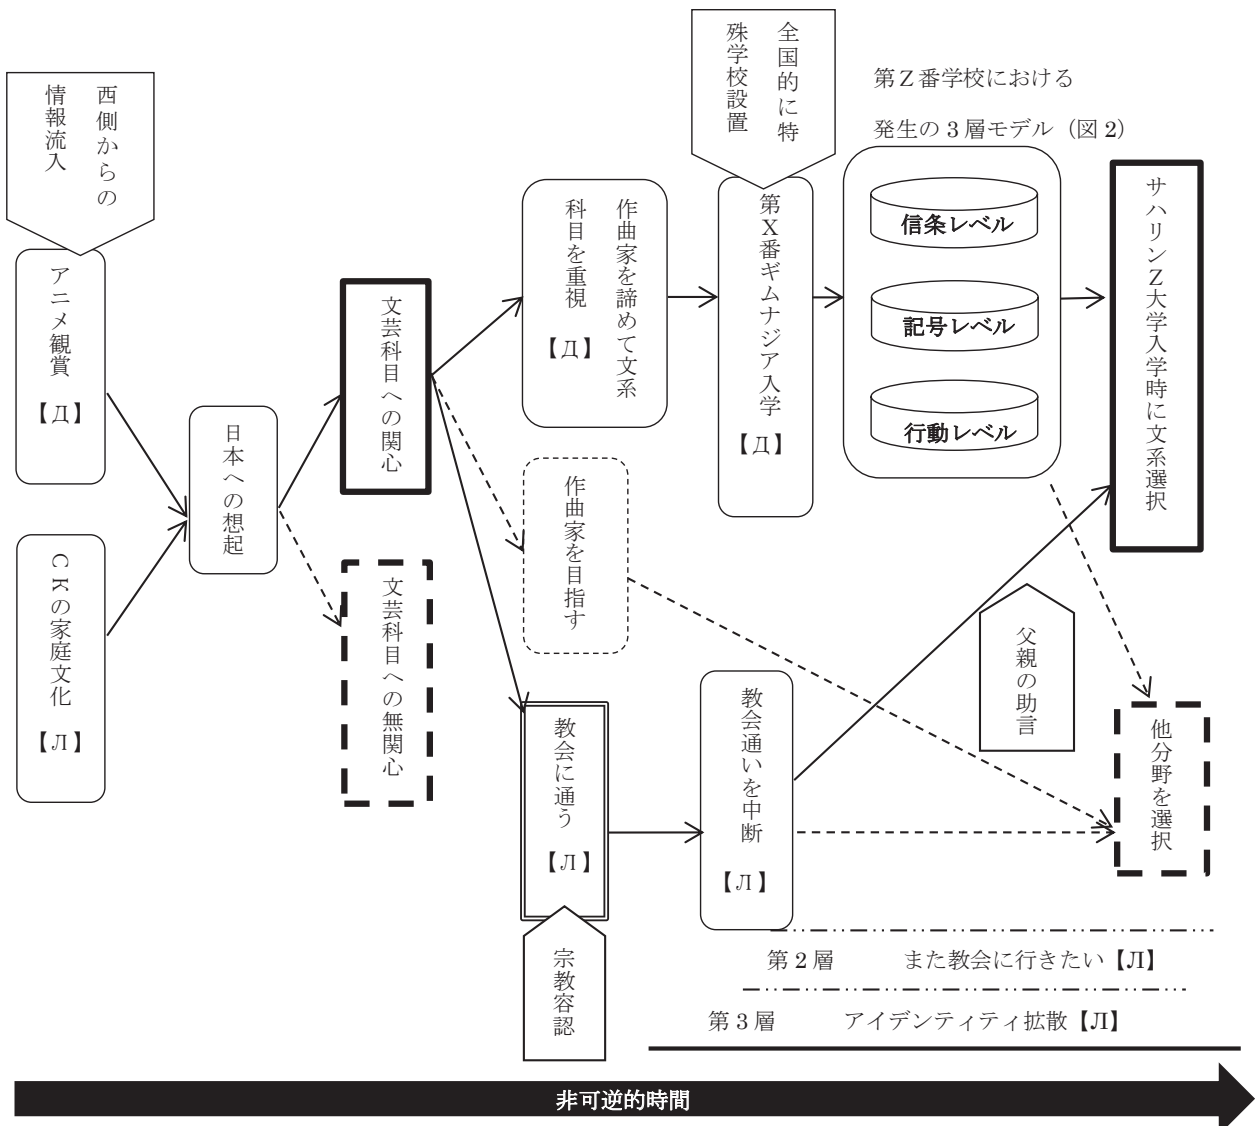 西側からの
情報流入
アニメ観賞
【Д】
CKの家庭文化
【Л】
日本への想起
文芸科目への関心
文芸科目への無関心
作曲家を諦めて文系
科目を重視
【Д】
作曲家を目指す
教会に通う
【Л】
宗教容認
全国的に特
殊学校設置
第X番ギムナジア入学
【Д】
教会通いを中断
【Л】
第Z番学校における
発生の3層モデル（図2）
信条レベル
記号レベル
行動レベル
サハリンZ大学入学時に文系選択
父親の助言
他分野を選択
第2層 また教会に行きたい【Л】
第3層 アイデンティティ拡散【Л】
非可逆的時間